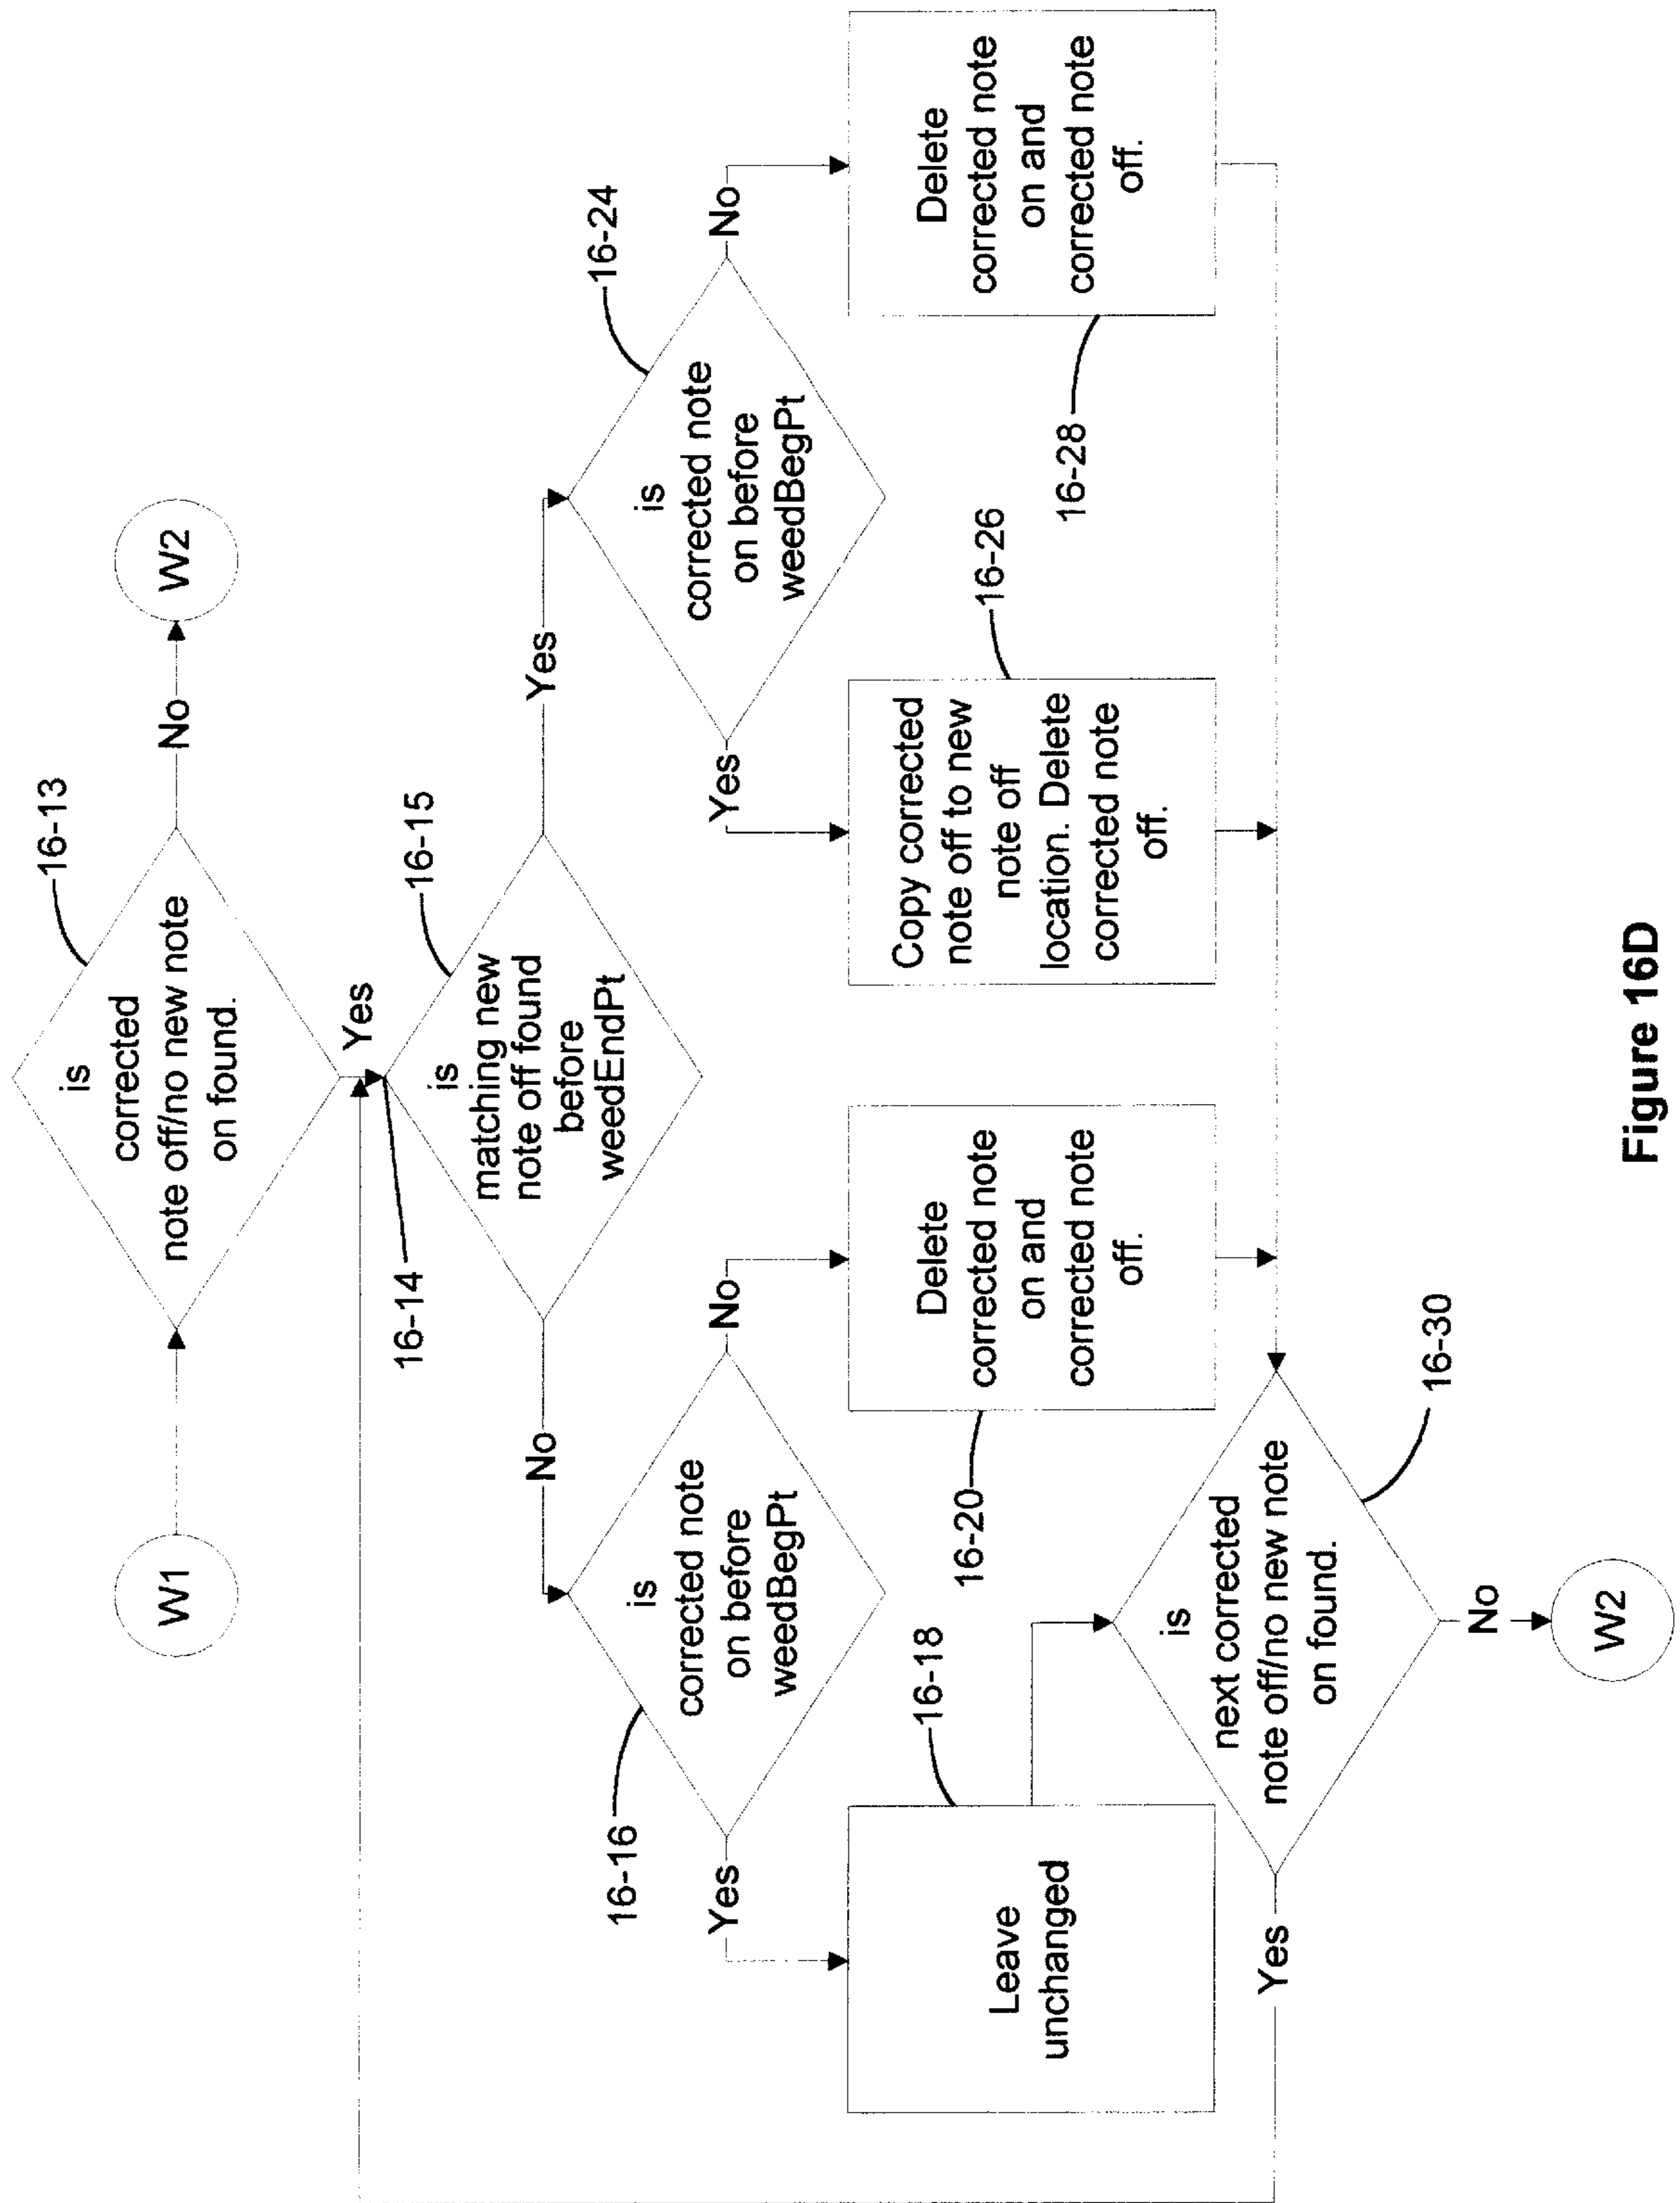 W1
is
corrected
note off/no new note
on found.
16-13
No
W2
Yes
16-14
is
matching new
note off found
before
weedEndPt
16-15
No
Yes
is
corrected note
on before
weedBegPt
16-16
is
corrected note
on before
weedBegPt
16-24
Yes
No
Yes
No
Leave
unchanged
16-18
Delete
corrected note
on and
corrected note
off.
16-20
Copy corrected
note off to new
note off
location. Delete
corrected note
off.
16-26
Delete
corrected note
on and
corrected note
off.
16-28
is
next corrected
note off/no new note
on found.
16-30
Yes
No
W2
Figure 16D